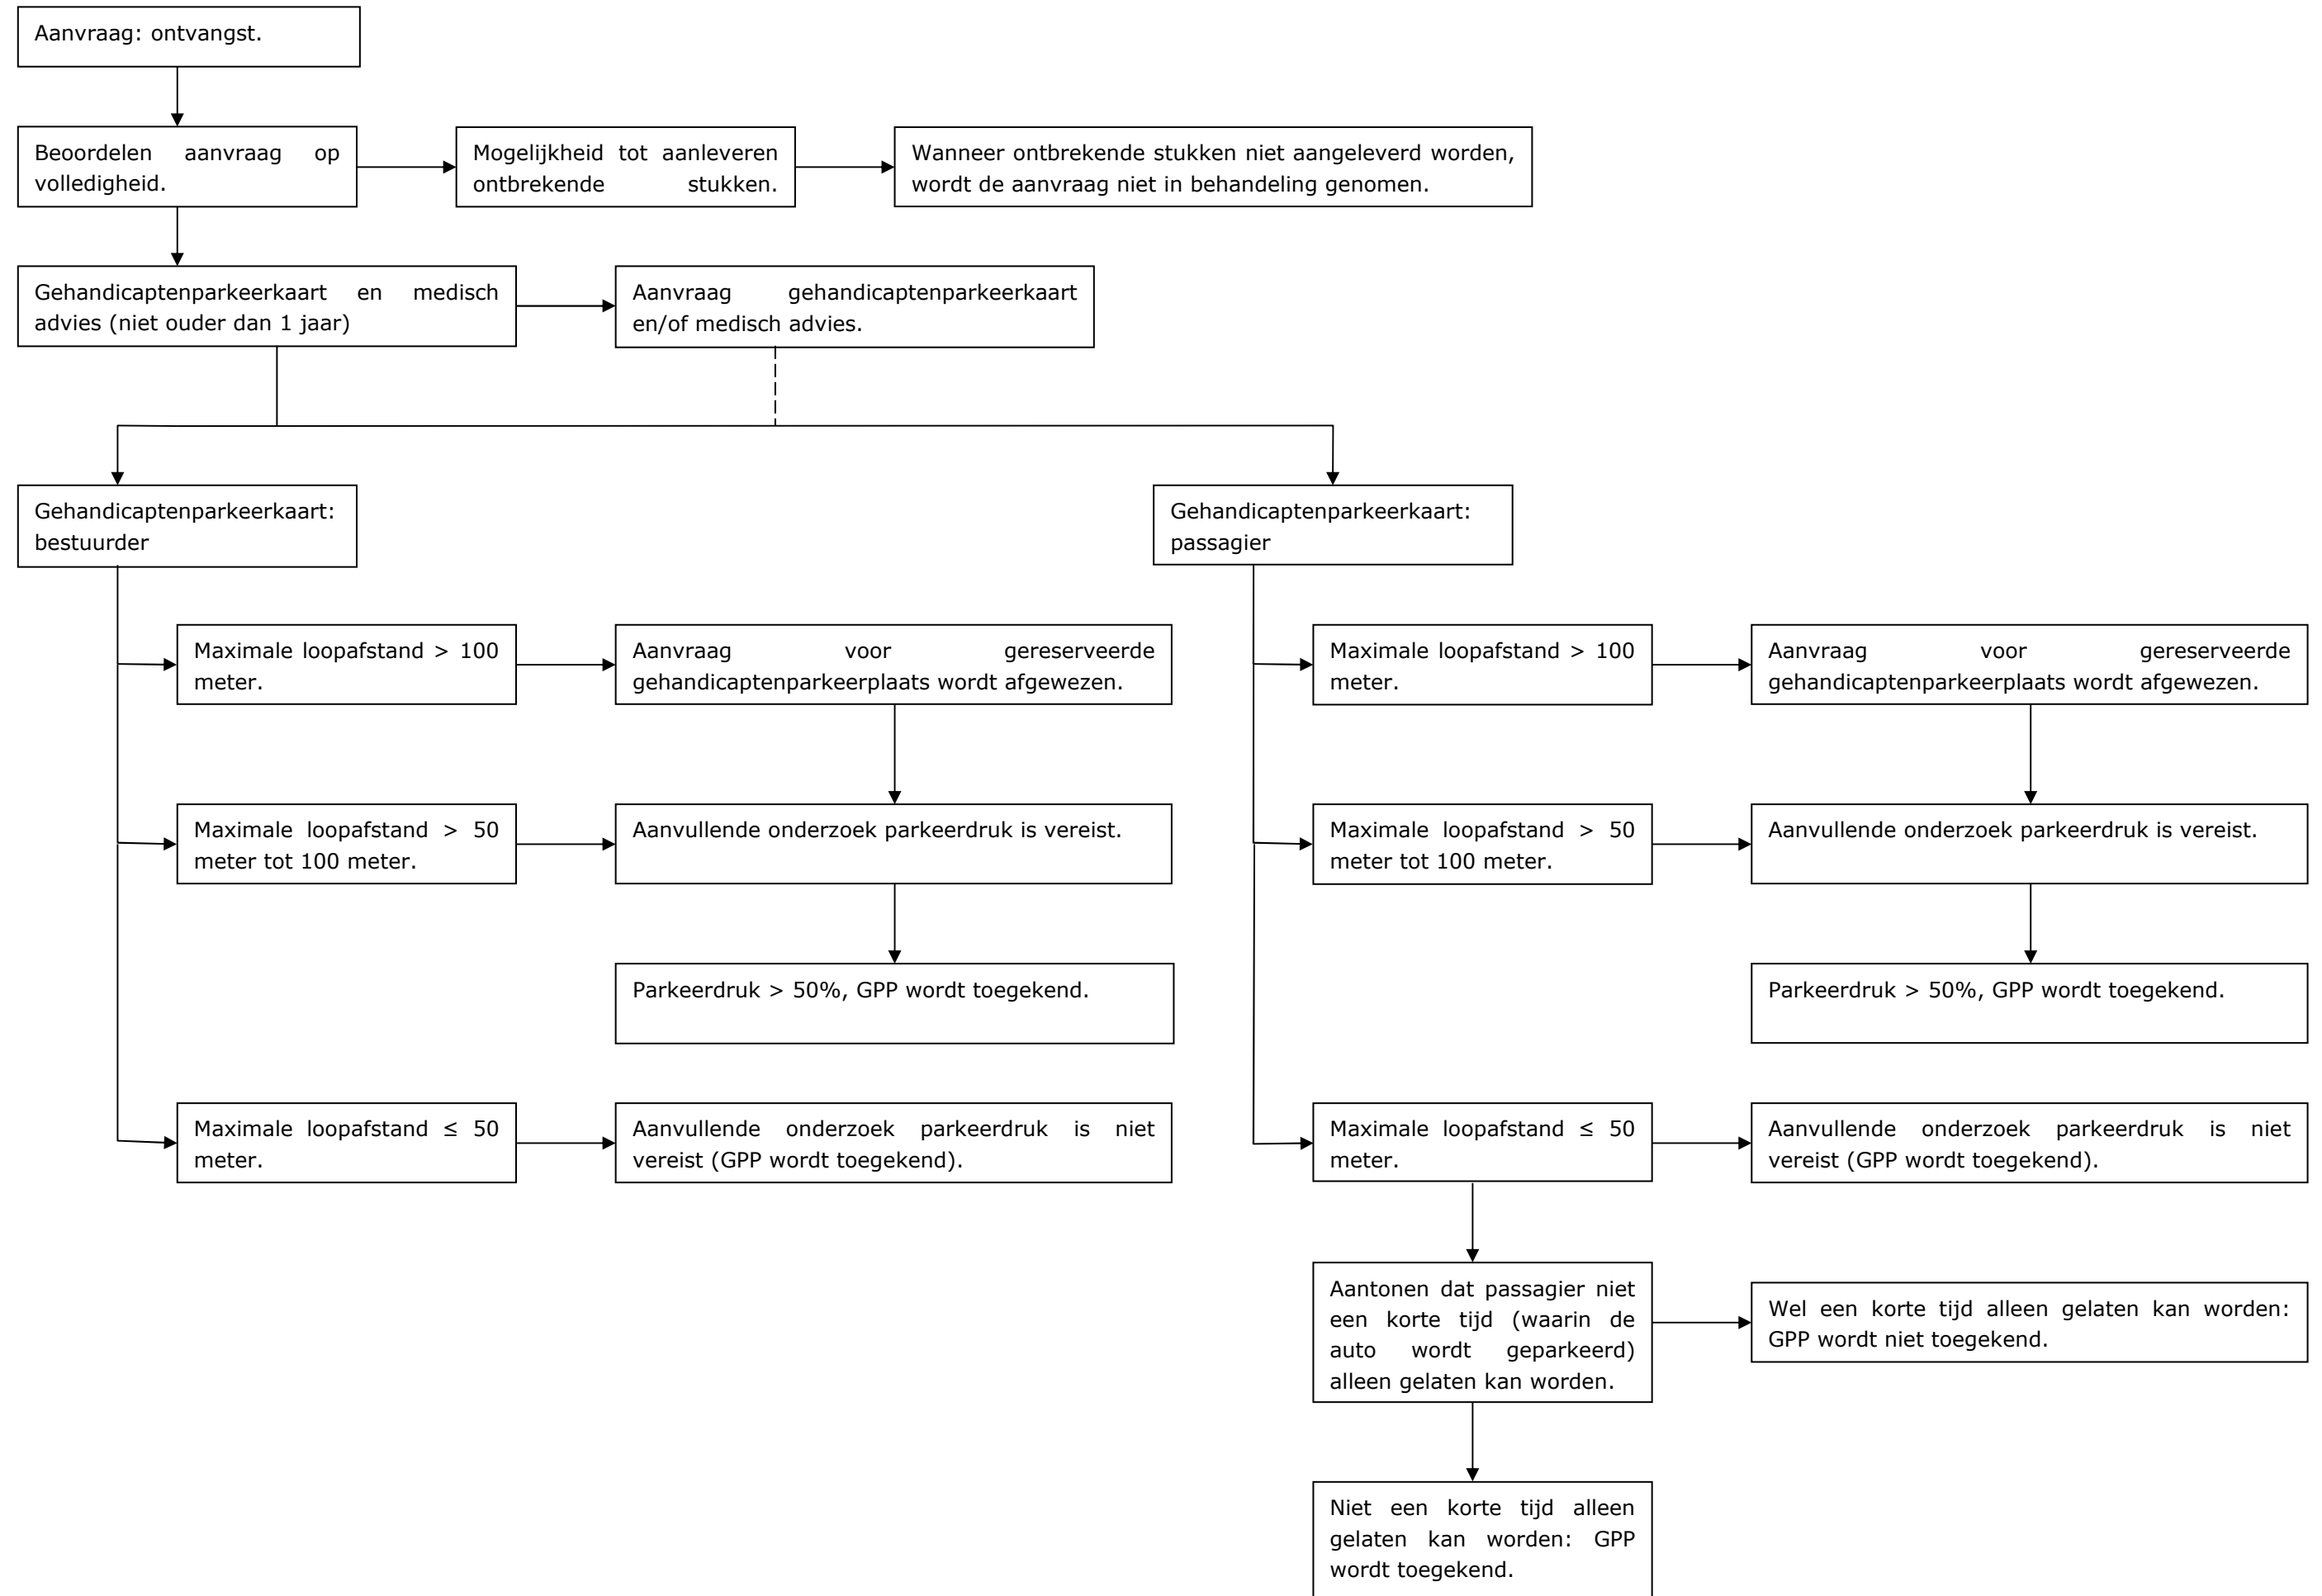 Aanvraag: ontvangst.
Beoordelen aanvraag op
volledigheid.
Mogelijkheid tot aanleveren
ontbrekende stukken.
Wanneer ontbrekende stukken niet aangeleverd worden,
wordt de aanvraag niet in behandeling genomen.
Gehandicaptenparkeerkaart en medisch
advies (niet ouder dan 1 jaar)
Aanvraag gehandicaptenparkeerkaart
en/of medisch advies.
Gehandicaptenparkeerkaart:
bestuurder
Gehandicaptenparkeerkaart:
passagier
Maximale loopafstand > 100
meter.
Aanvraag voor gereserveerde
gehandicaptenparkeerplaats wordt afgewezen.
Maximale loopafstand > 100
meter.
Aanvraag voor gereserveerde
gehandicaptenparkeerplaats wordt afgewezen.
Maximale loopafstand > 50
meter tot 100 meter.
Aanvullende onderzoek parkeerdruk is vereist.
Maximale loopafstand > 50
meter tot 100 meter.
Aanvullende onderzoek parkeerdruk is vereist.
Parkeerdruk > 50%, GPP wordt toegekend.
Parkeerdruk > 50%, GPP wordt toegekend.
Maximale loopafstand ≤ 50
meter.
Aanvullende onderzoek parkeerdruk is niet
vereist (GPP wordt toegekend).
Maximale loopafstand ≤ 50
meter.
Aanvullende onderzoek parkeerdruk is niet
vereist (GPP wordt toegekend).
Aantonen dat passagier niet
een korte tijd (waarin de
auto wordt geparkeerd)
alleen gelaten kan worden.
Wel een korte tijd alleen gelaten kan worden:
GPP wordt niet toegekend.
Niet een korte tijd alleen
gelaten kan worden: GPP
wordt toegekend.